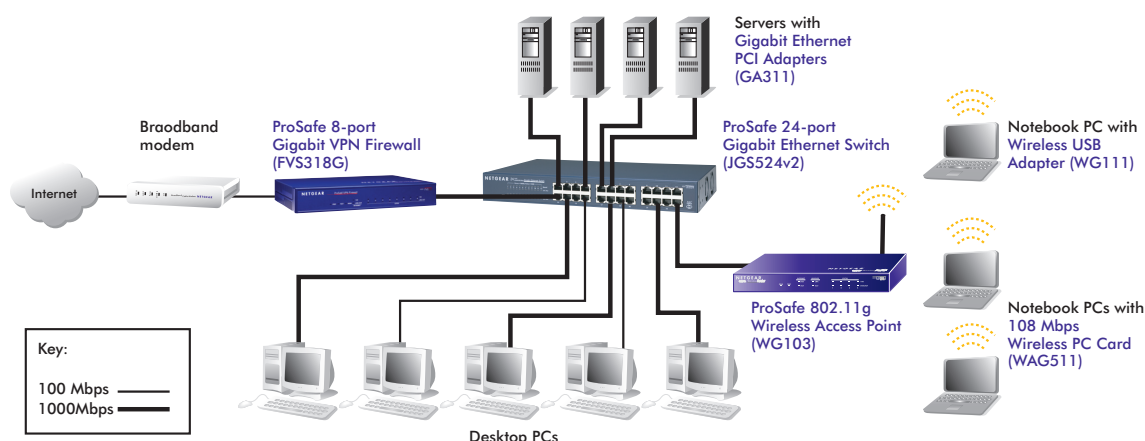 Servers with
Gigabit Ethernet
PCI Adapters
(GA311)
Braodband
modem
ProSafe 8-port
Gigabit VPN Firewall
(FVS318G)
ProSafe 24-port
Gigabit Ethernet Switch
(JGS524v2)
Notebook PC with
Wireless USB
Adapter (WG111)
Internet
NETGEAR
NETGEAR
NETGEAR
ProSafe 802.11g
Wireless Access Point
(WG103)
Notebook PCs with
108 Mbps
Wireless PC Card
(WAG511)
Key:
100 Mbps
1000Mbps
Desktop PCs